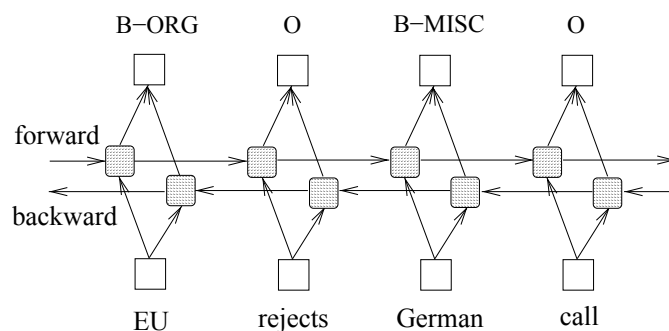 B−ORG O B−MISC O
forward
backward
EU rejects German call